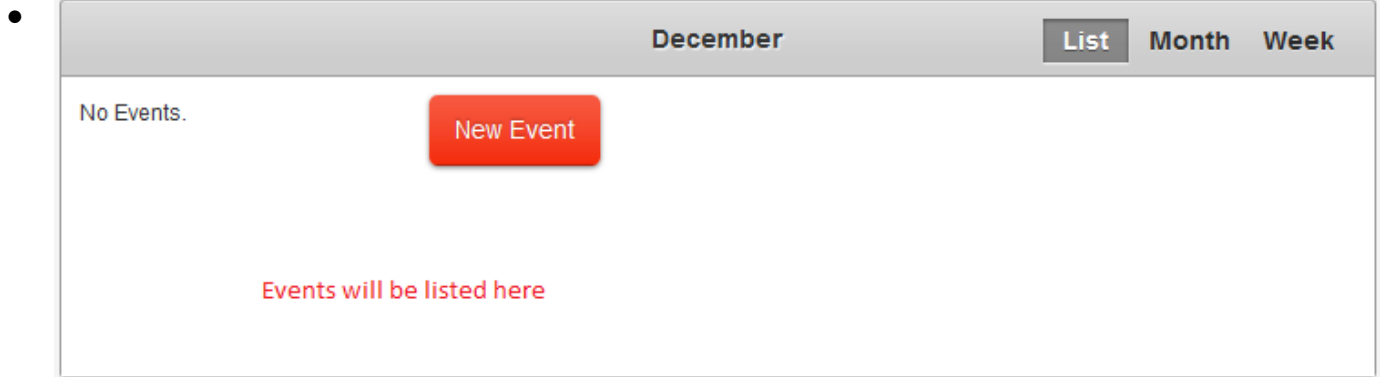 December List Month Week
No Events. New Event
Events will be listed here